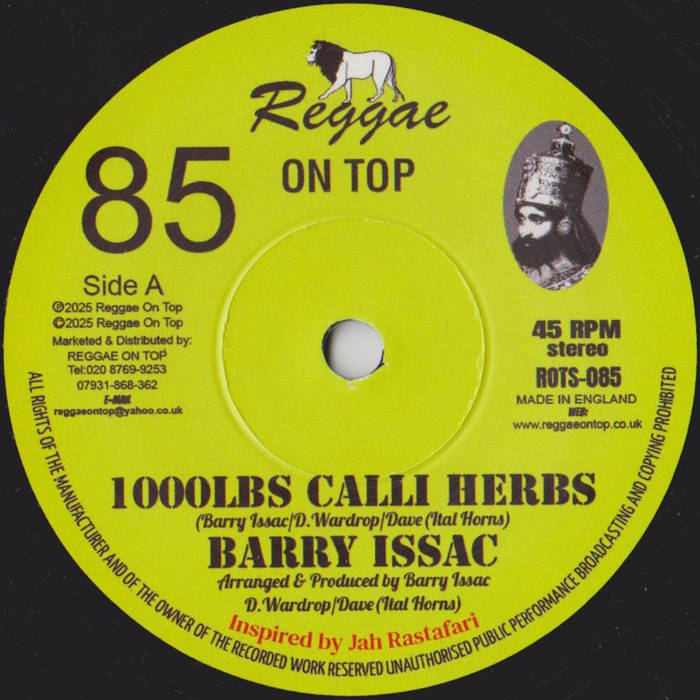 Reggae
ON TOP
85
Side A
℗2025 Reggae On Top
©2025 Reggae On Top
Marketed & Distributed by:
REGGAE ON TOP
Tel:020 8769-9253
07931-868-362
E-MAIL
reggaeontop@yahoo.co.uk
45 RPM
stereo
ROTS-085
MADE IN ENGLAND
WEB:
www.reggaeontop.co.uk
1000LBS CALLI HERBS
(Barry Issac/D.Wardrop/Dave(Ital Horns)
BARRY ISSAC
Arranged & Produced by Barry Issac
D.Wardrop/Dave(Ital Horns)
Inspired by Jah Rastafari
ALL RIGHTS OF THE MANUFACTURER AND OF THE OWNER OF THE RECORDED WORK RESERVED UNAUTHORISED PUBLIC PERFORMANCE BROADCASTING AND COPYING PROHIBITED